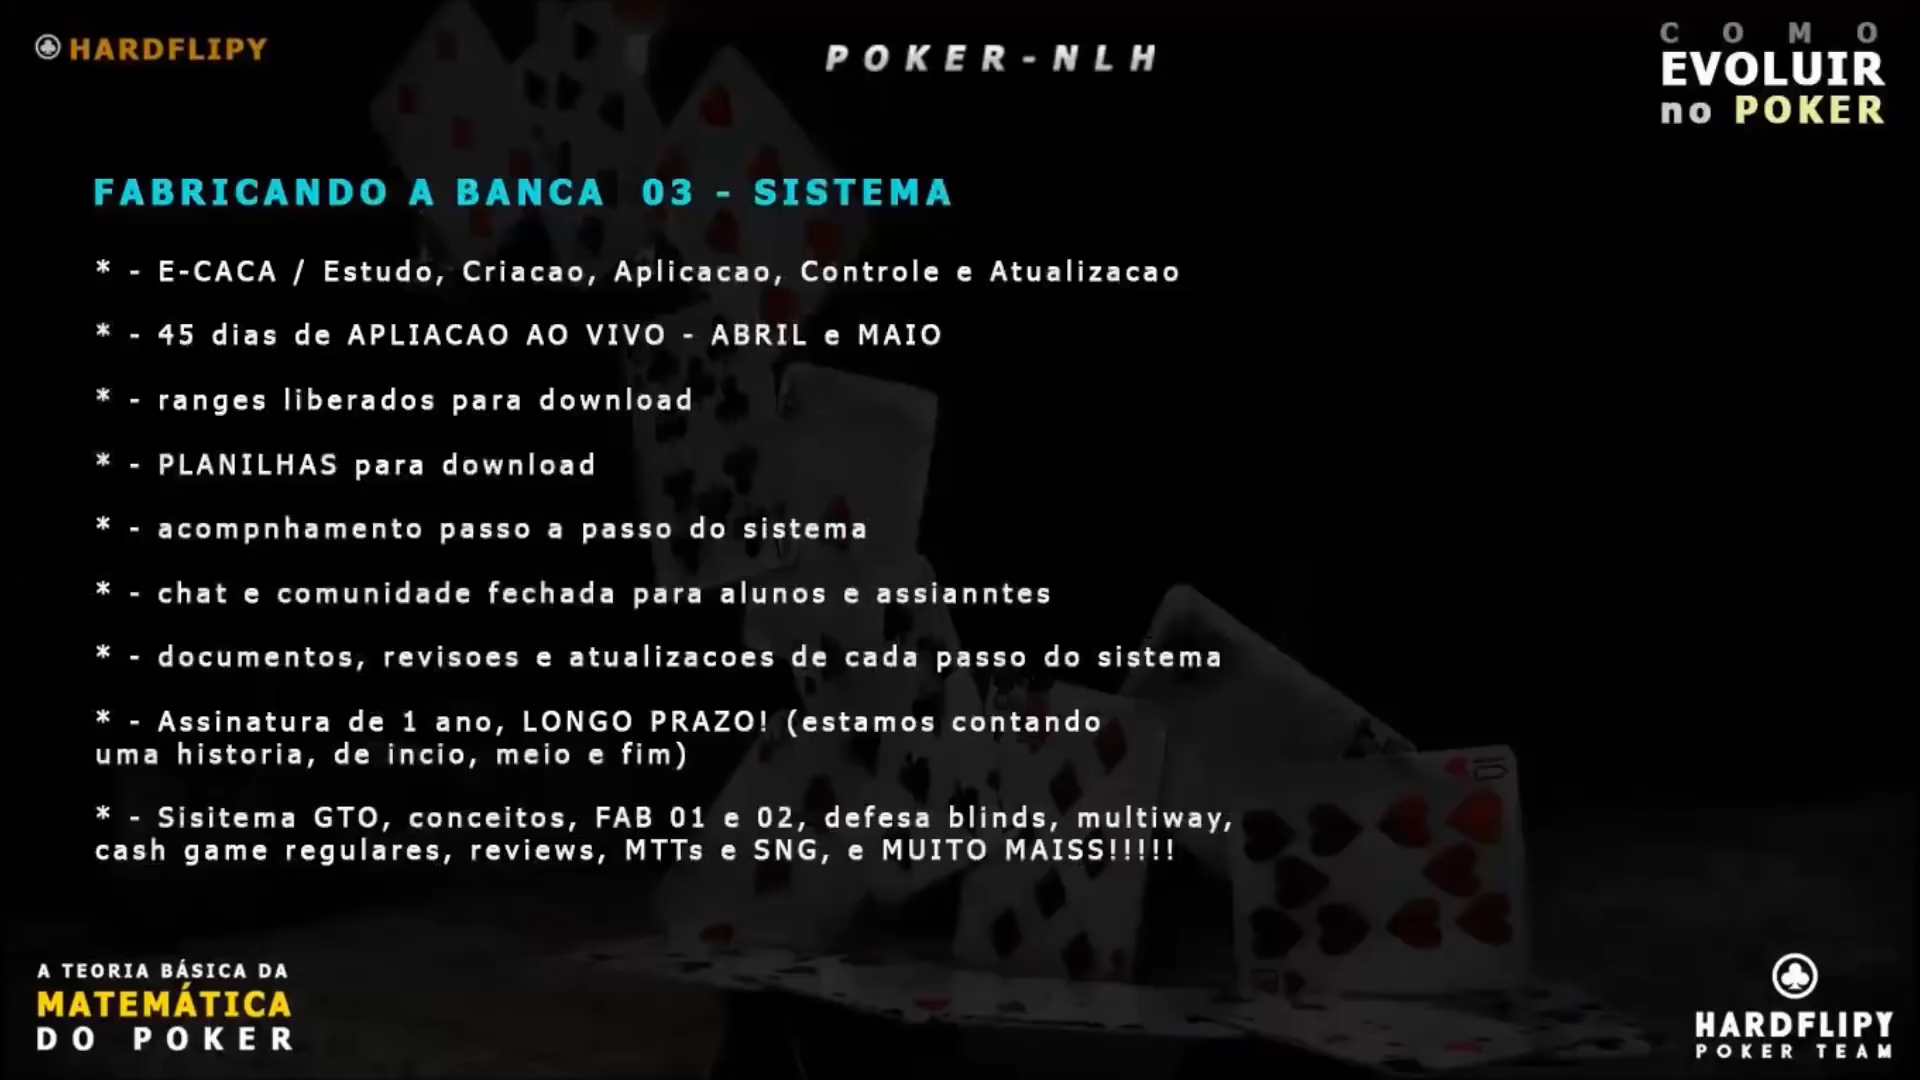 HARDFLIPY
POKER-NLH
COMO
EVOLUIR
no POKER
FABRICANDO A BANCA 03 - SISTEMA
* - E-CACA / Estudo, Criacao, Aplicacao, Controle e Atualizacao
* - 45 dias de APLIACAO AO VIVO - ABRIL e MAIO
* - ranges liberados para download
* - PLANILHAS para download
* - acompnhamento passo a passo do sistema
* - chat e comunidade fechada para alunos e assianntes
* - documentos, revisoes e atualizacoes de cada passo do sistema
* - Assinatura de 1 ano, LONGO PRAZO! (estamos contando
uma historia, de incio, meio e fim)
* - Sisitema GTO, conceitos, FAB 01 e 02, defesa blinds, multiway,
cash game regulares, reviews, MTTs e SNG, e MUITO MAISS!!!!!
A TEORIA BÁSICA DA
MATEMÁTICA
DO POKER
HARDFLIPY
POKER TEAM